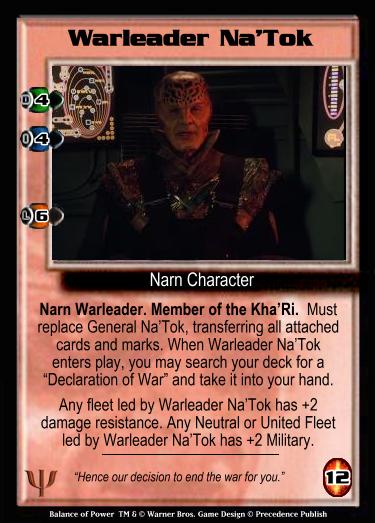 Warleader Na'Tok
4
4
6
Narn Character
Narn Warleader. Member of the Kha'Ri. Must
replace General Na'Tok, transferring all attached
cards and marks. When Warleader Na'Tok
enters play, you may search your deck for a
“Declaration of War” and take it into your hand.
Any fleet led by Warleader Na'Tok has +2
damage resistance. Any Neutral or United Fleet
led by Warleader Na'Tok has +2 Military.
“Hence our decision to end the war for you.”
12
Balance of Power TM & © Warner Bros. Game Design © Precedence Publish